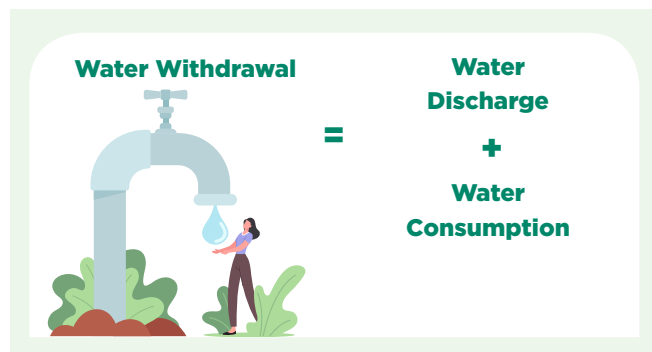 Water Withdrawal
=
Water
Discharge
+
Water
Consumption